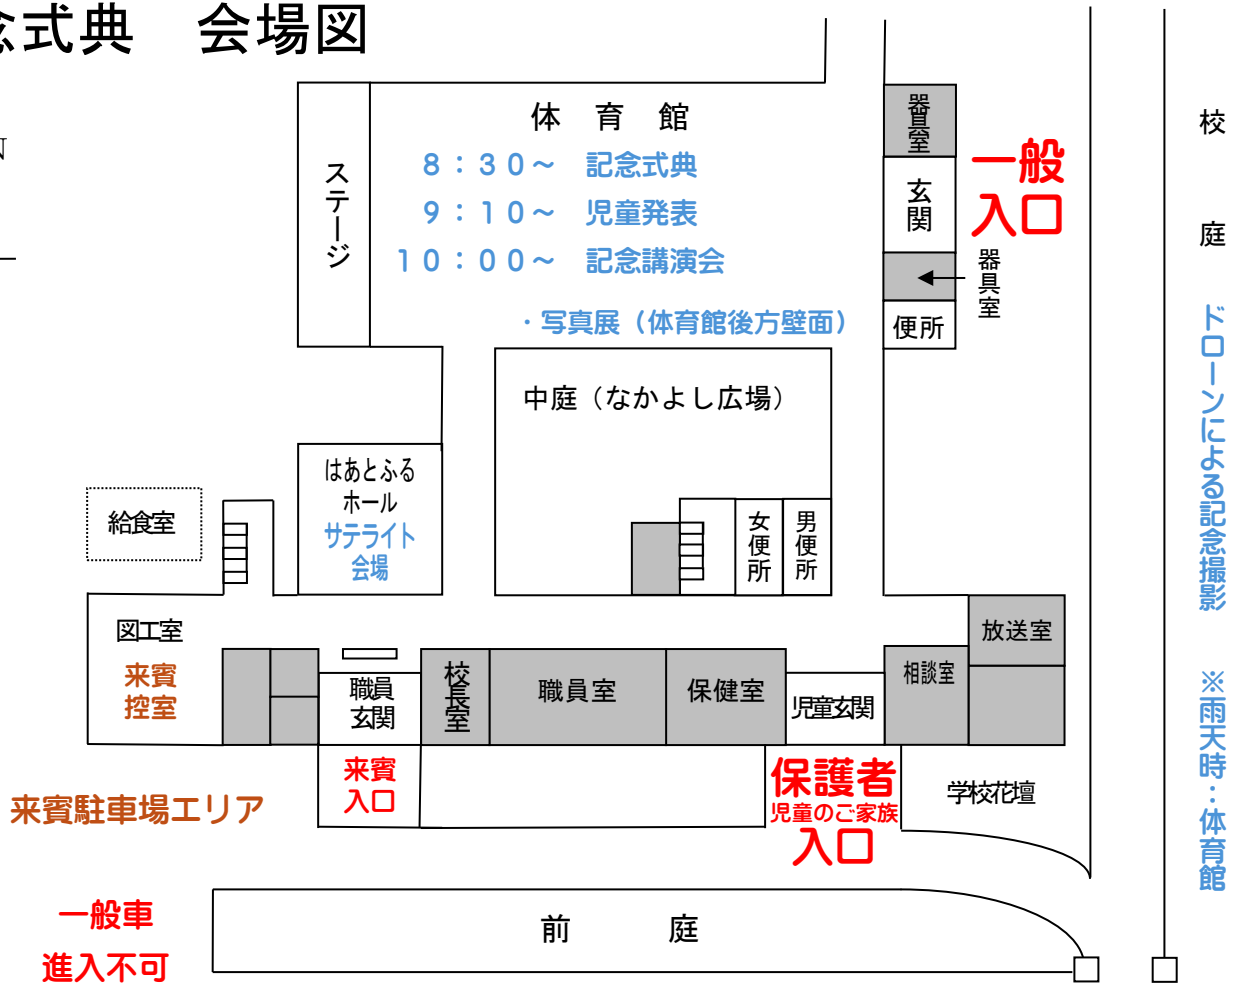 念式典　会場図
N
体　育　館
８：３０～　記念式典
９：１０～　児童発表
１０：００～　記念講演会
・写真展（体育館後方壁面）
ステージ
器具室
玄関
一般
入口
器具室
便所
校　庭
ドローンによる記念撮影　※雨天時：体育館
中庭（なかよし広場）
はあとふる
ホール
サテライト
会場
給食室
女便所
男便所
図工室
来賓
控室
職員
玄関
校長室
職員室
保健室
児童玄関
相談室
放送室
来賓
入口
保護者
児童のご家族
入口
学校花壇
来賓駐車場エリア
一般車
進入不可
前　庭